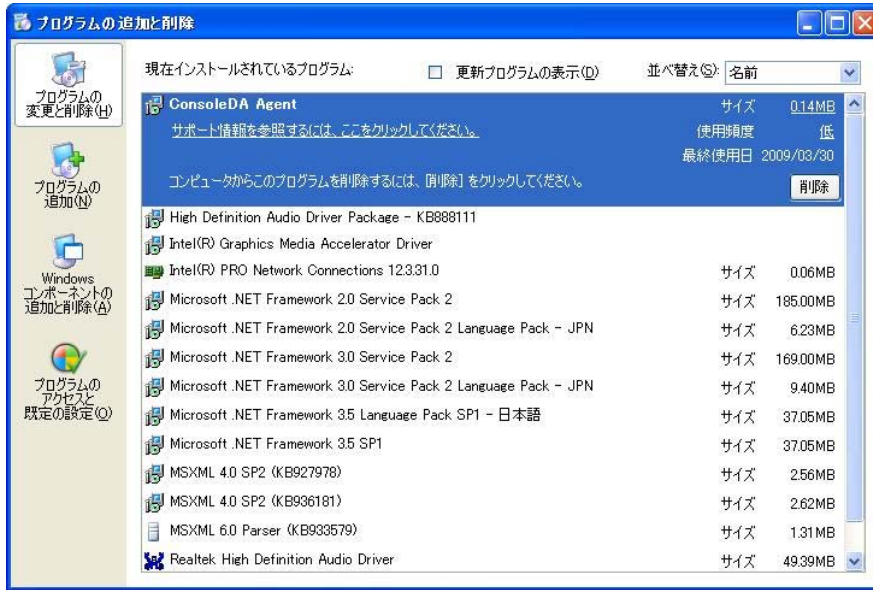 プログラムの追加と削除
プログラムの
変更と削除(H)
プログラムの
追加(N)
Windows
コンポーネントの
追加と削除(A)
プログラムの
アクセスと
既定の設定(O)
現在インストールされているプログラム:
更新プログラムの表示(D)
並べ替え(S): 名前
ConsoleDA Agent サイズ 0.14MB
サポート情報を参照するには、ここをクリックしてください。 使用頻度 低
最終使用日 2009/03/30
コンピュータからこのプログラムを削除するには、[削除] をクリックしてください。 削除
High Definition Audio Driver Package - KB888111
Intel(R) Graphics Media Accelerator Driver
Intel(R) PRO Network Connections 12.3.31.0 サイズ 0.06MB
Microsoft .NET Framework 2.0 Service Pack 2 サイズ 185.00MB
Microsoft .NET Framework 2.0 Service Pack 2 Language Pack - JPN サイズ 6.23MB
Microsoft .NET Framework 3.0 Service Pack 2 サイズ 169.00MB
Microsoft .NET Framework 3.0 Service Pack 2 Language Pack - JPN サイズ 9.40MB
Microsoft .NET Framework 3.5 Language Pack SP1 - 日本語 サイズ 37.05MB
Microsoft .NET Framework 3.5 SP1 サイズ 37.05MB
MSXML 4.0 SP2 (KB927978) サイズ 2.56MB
MSXML 4.0 SP2 (KB936181) サイズ 2.62MB
MSXML 6.0 Parser (KB933579) サイズ 1.31MB
Realtek High Definition Audio Driver サイズ 49.39MB